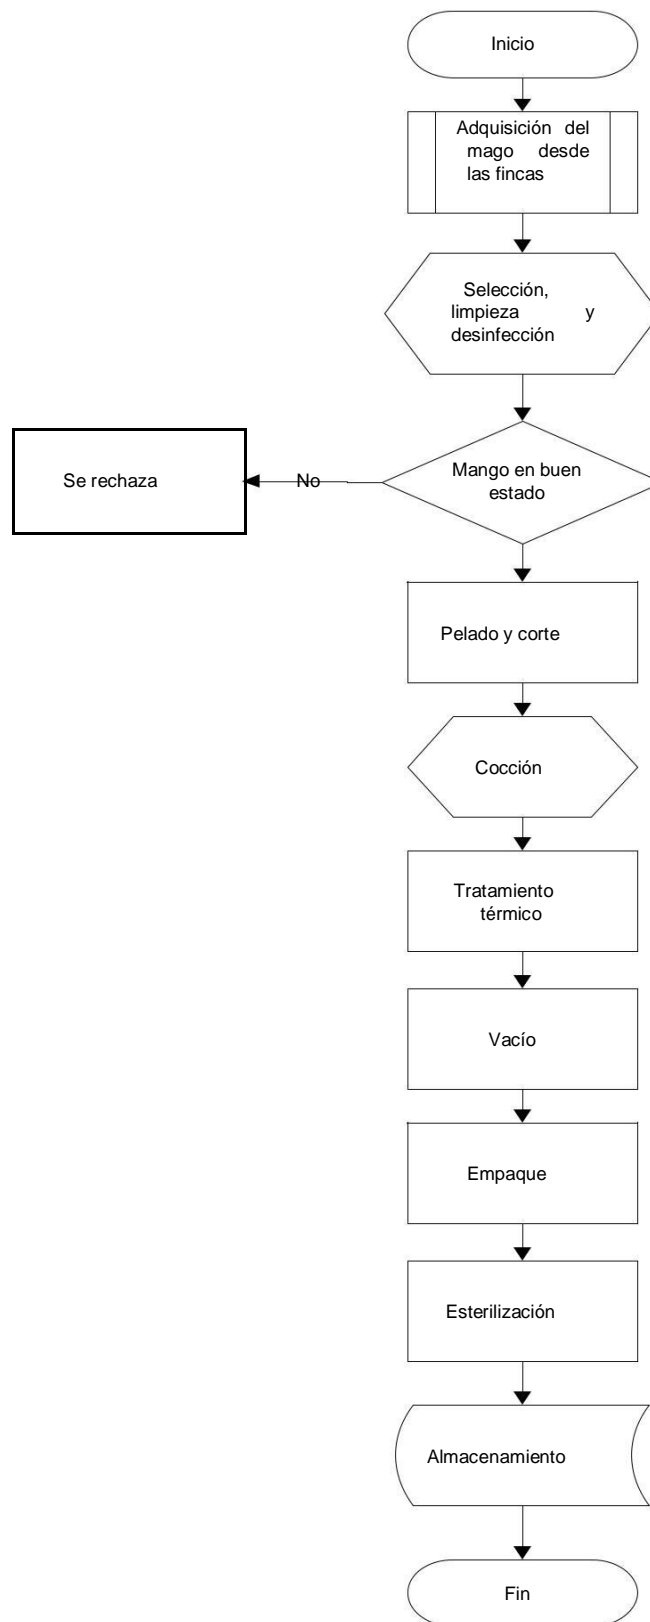 Inicio
Adquisición del
mago desde
las fincas
Selección,
limpieza y
desinfección
Mango en buen
estado
No
Se rechaza
Pelado y corte
Cocción
Tratamiento
térmico
Vacío
Empaque
Esterilización
Almacenamiento
Fin